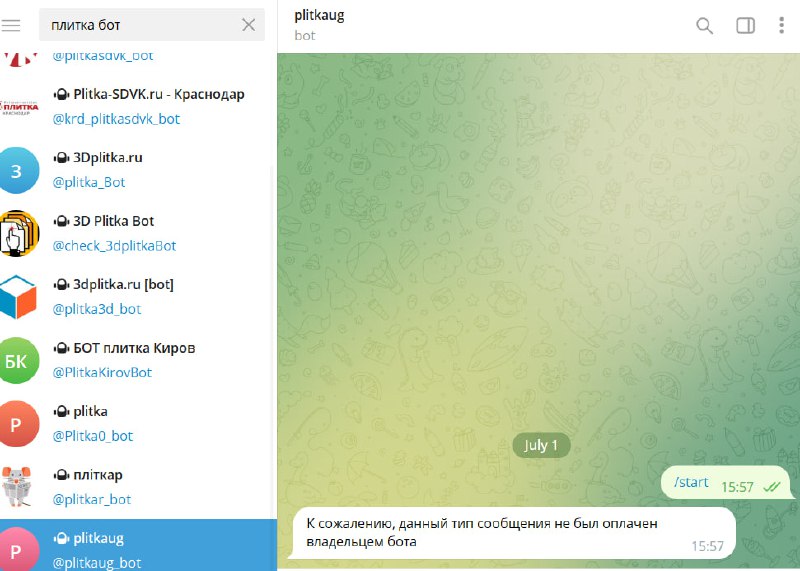 плитка бот
@plitkasdvk_bot
Plitka-SDVK.ru - Краснодар
@krd_plitkasdvk_bot
ПЛИТКА
3
3Dplitka.ru
@plitka_Bot
3D Plitka Bot
@check_3dplitkaBot
3dplitka.ru [bot]
@plitka3d_bot
БК
БОТ плитка Киров
@PlitkaKirovBot
P
plitka
@Plitka0_bot
пліткар
@plitkar_bot
P
plitkaug
@plitkaug_bot
plitkaug
bot
July 1
/start 15:57
К сожалению, данный тип сообщения не был оплачен
владельцем бота 15:57